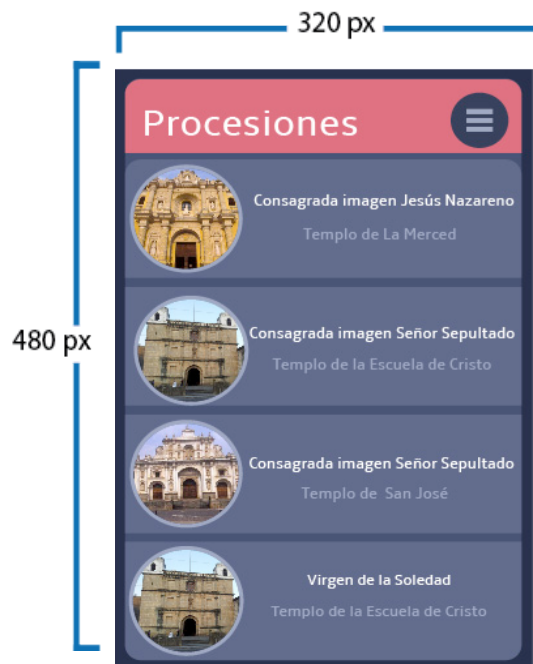 320 px
480 px
Procesiones
Consagrada imagen Jesús Nazareno
Templo de La Merced
Consagrada imagen Señor Sepultado
Templo de la Escuela de Cristo
Consagrada imagen Señor Sepultado
Templo de  San José
Virgen de la Soledad
Templo de la Escuela de Cristo